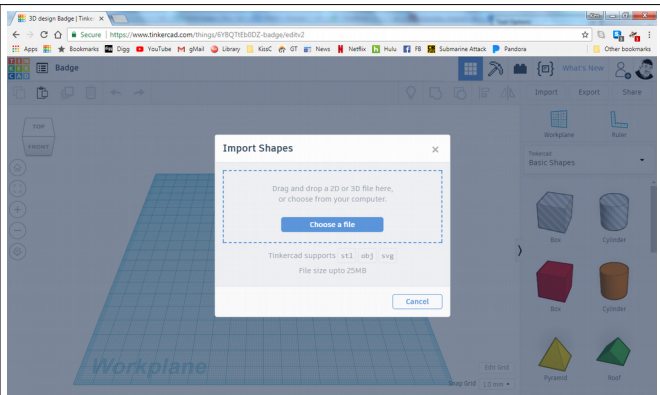 3D design Badge | Tinker
Secure https://www.tinkercad.com/things/6YBQTtEb0DZ-badge/editv2
Apps Bookmarks Digg YouTube gMail Library KissC GT News Netflix Hulu FB Submarine Attack Pandora Other bookmarks
TIN
KER
CAD
Badge
What's New
Import Export Share
TOP
FRONT
Workplane Ruler
Tinkercad
Basic Shapes
Import Shapes
Drag and drop a 2D or 3D file here,
or choose from your computer.
Choose a file
Tinkercad supports stl obj svg
File size upto 25MB
Cancel
Box Cylinder
Box Cylinder
Pyramid Roof
Workplane
Edit Grid
Snap Grid 1.0 mm